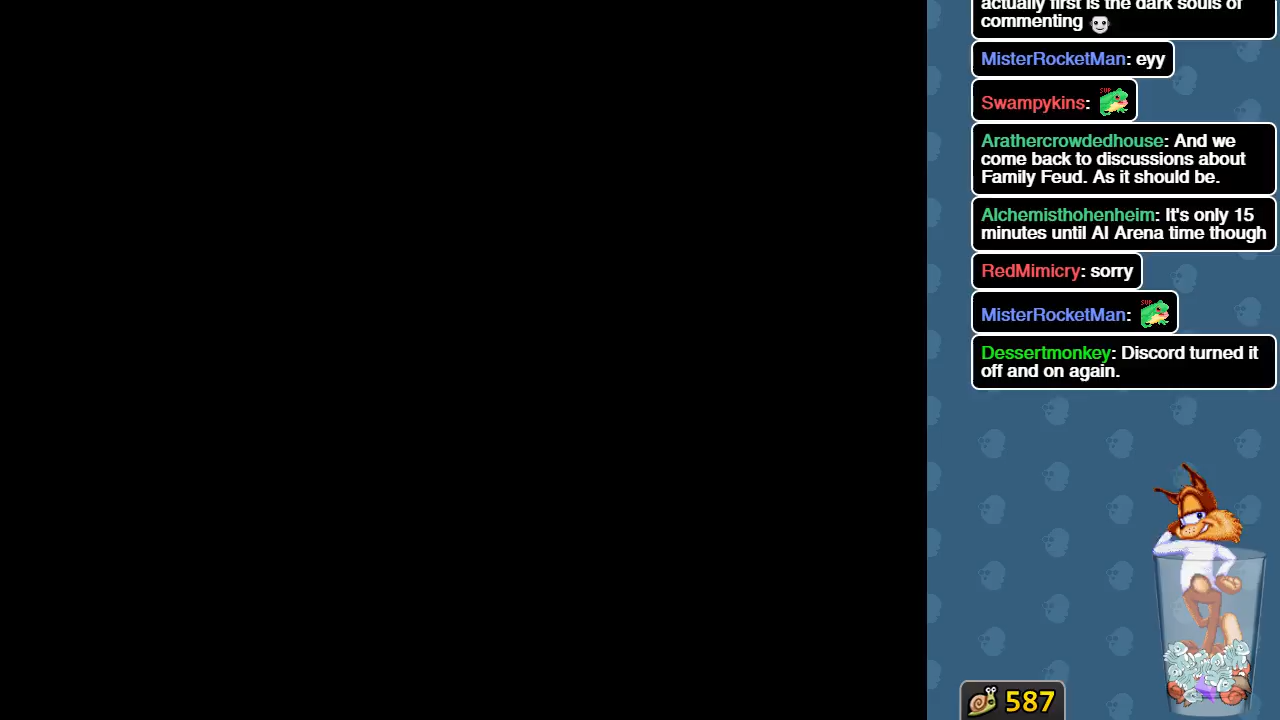 actually first is the dark souls of
commenting
MisterRocketMan: eyy
Swampykins:
SUP
Arathercrowdedhouse: And we
come back to discussions about
Family Feud. As it should be.
Alchemisthohenheim: It's only 15
minutes until AI Arena time though
RedMimicry: sorry
MisterRocketMan:
SUP
Dessertmonkey: Discord turned it
off and on again.
587